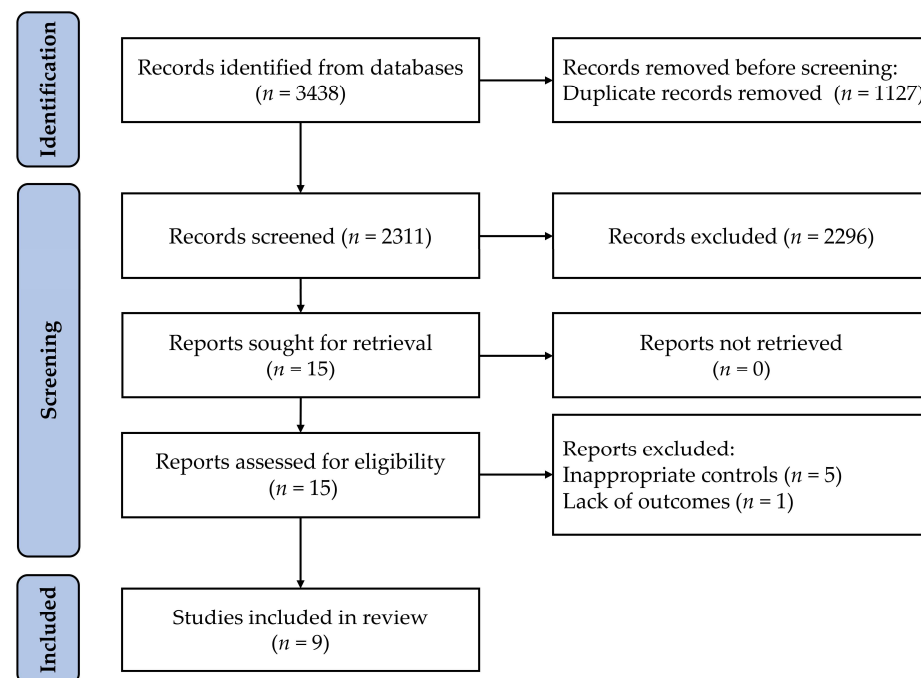 Identification
Records identified from databases
(n = 3438)
Records removed before screening:
Duplicate records removed (n = 1127)
Screening
Records screened (n = 2311)
Records excluded (n = 2296)
Reports sought for retrieval
(n = 15)
Reports not retrieved
(n = 0)
Reports assessed for eligibility
(n = 15)
Reports excluded:
Inappropriate controls (n = 5)
Lack of outcomes (n = 1)
Included
Studies included in review
(n = 9)